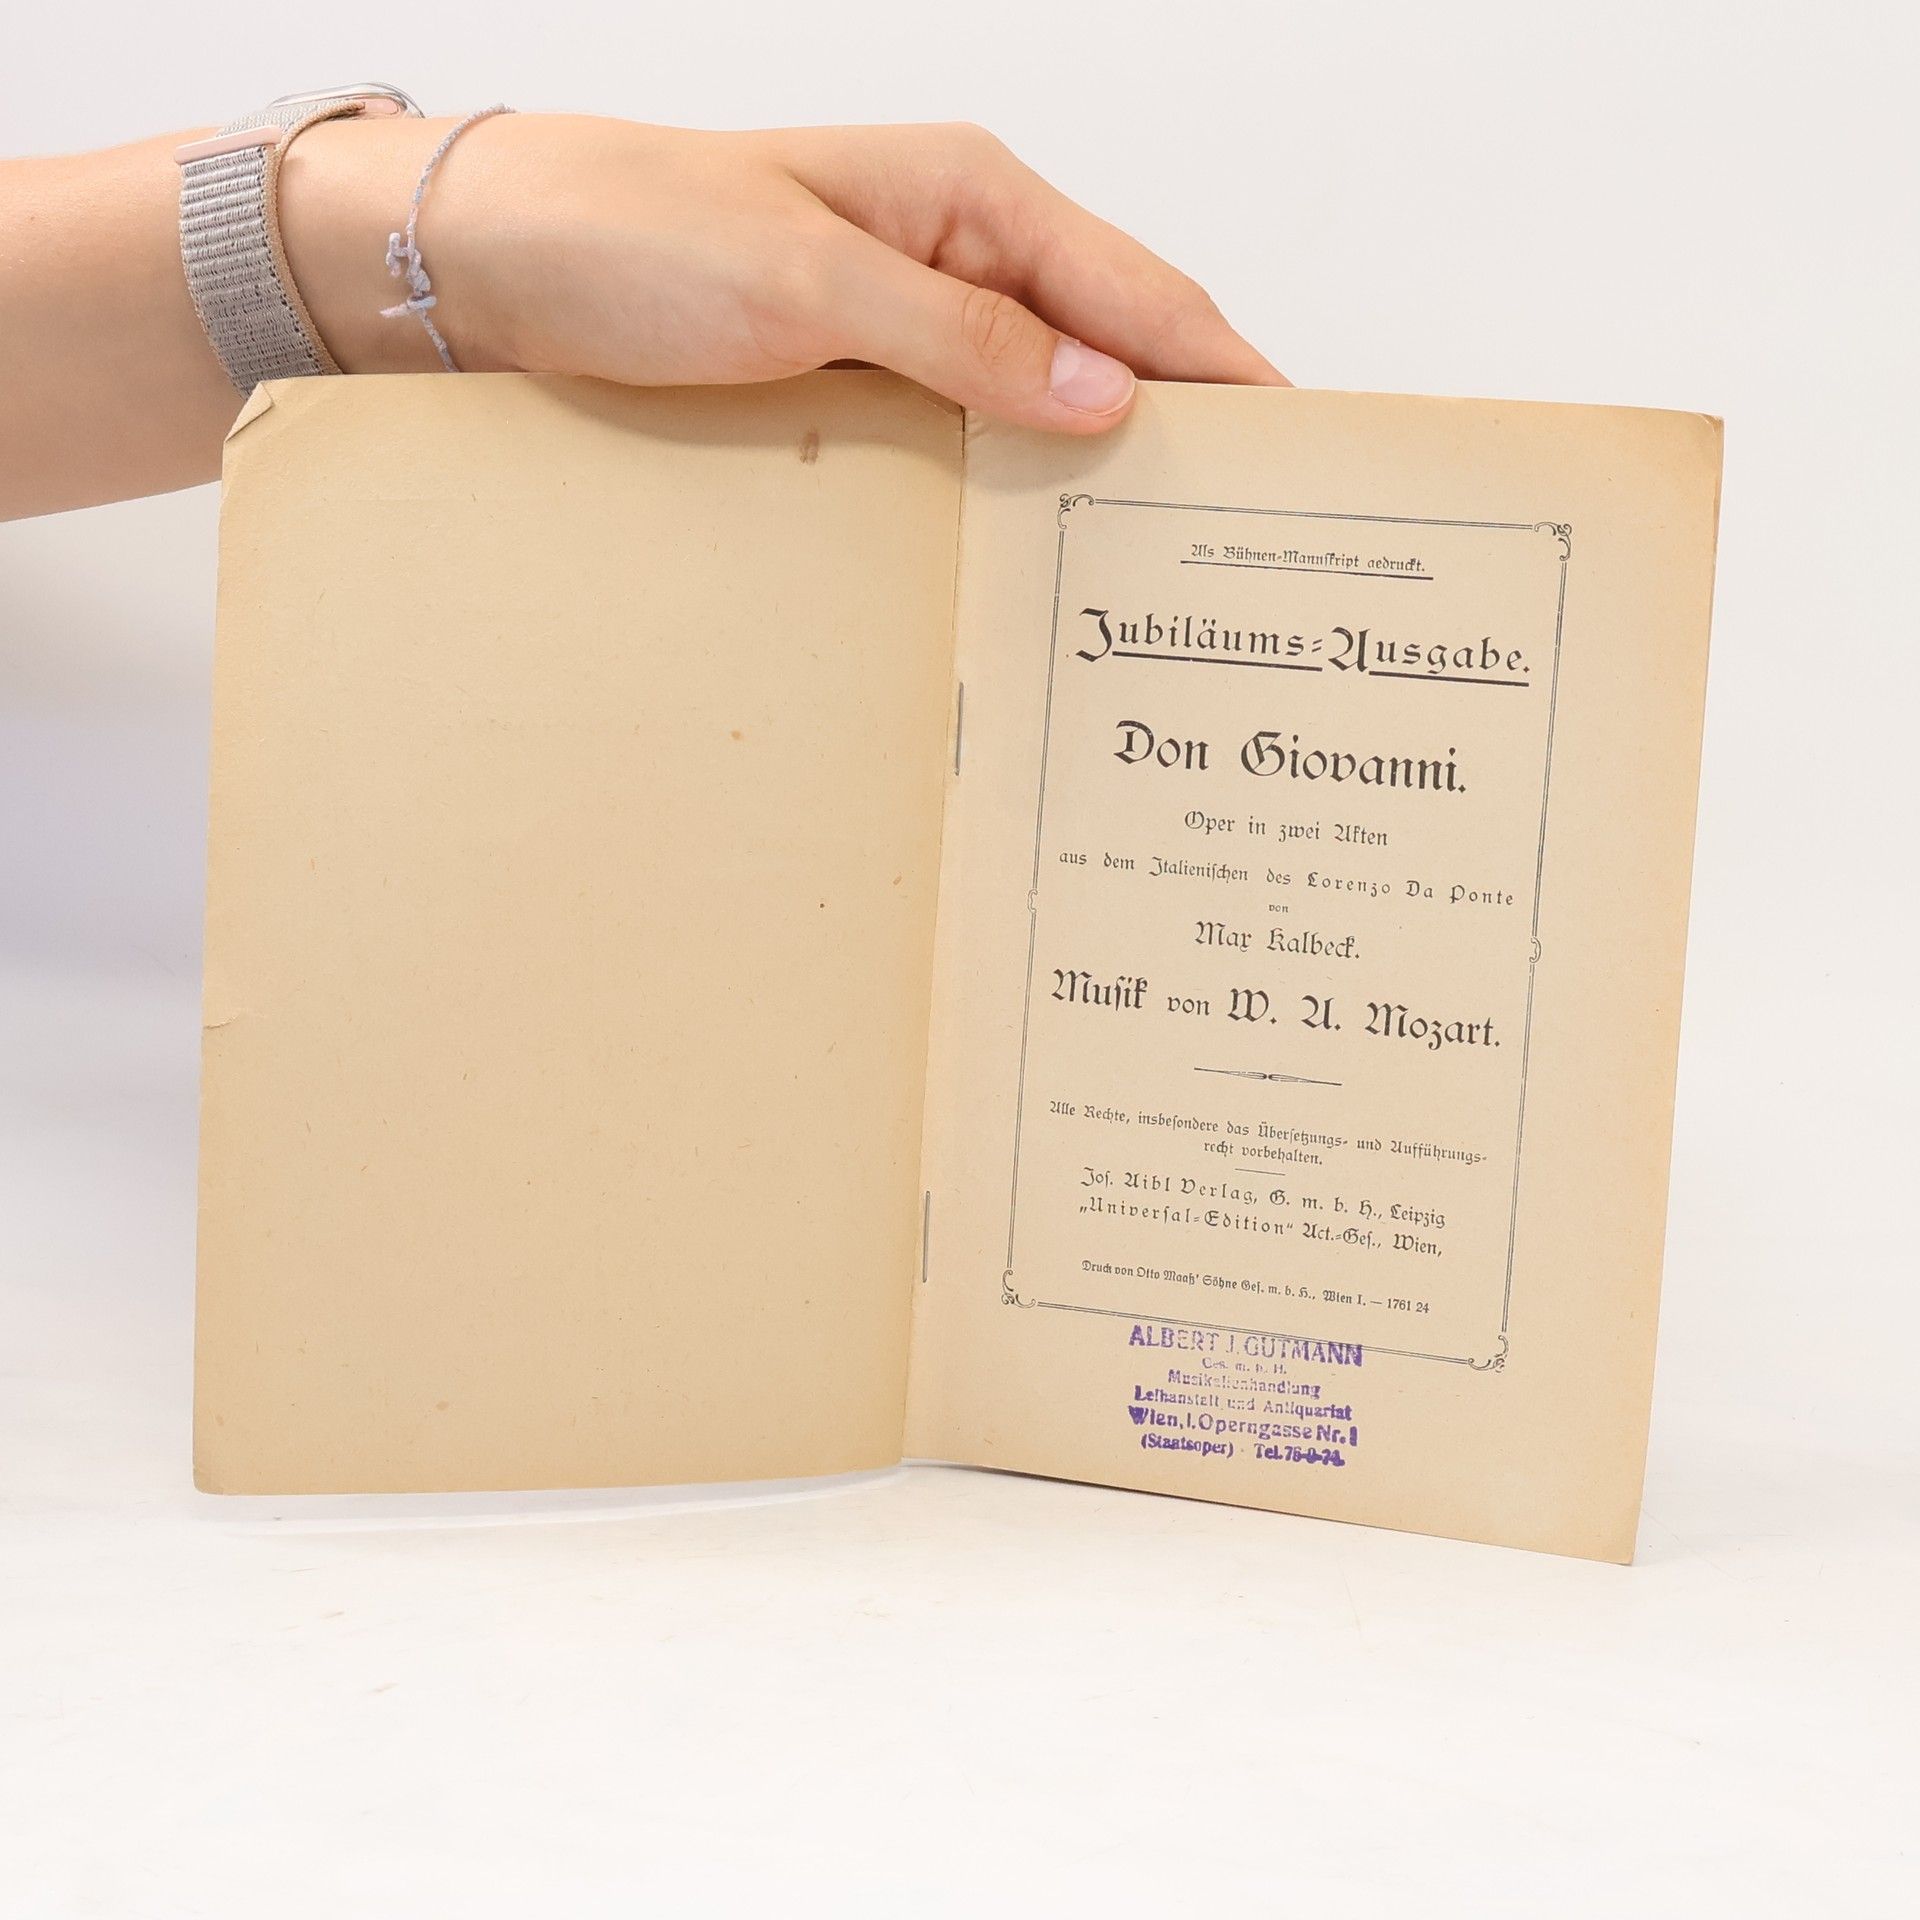 Als Bühnen-Manuſkript gedruckt.
Jubiläums-Ausgabe.
Don Giovanni.
Oper in zwei Akten
aus dem Italieniſchen des Lorenzo Da Ponte
von
Max Kalbeck.
Muſik von W. A. Mozart.
Alle Rechte, insbeſondere das Überſetzungs- und Aufführungs-
recht vorbehalten.
Joſ. Aibl Verlag, G. m. b. H., Leipzig
„Univerſal-Edition“ Act.-Geſ., Wien,
Druck von Otto Maaß' Söhne Geſ. m. b. H., Wien I. — 1761 24
ALBERT J. GUTMANN
Ges. m. b. H.
Musikalienhandlung
Leihanstalt und Antiquariat
Wien, I. Operngasse Nr. 1
(Staatsoper) Tel.